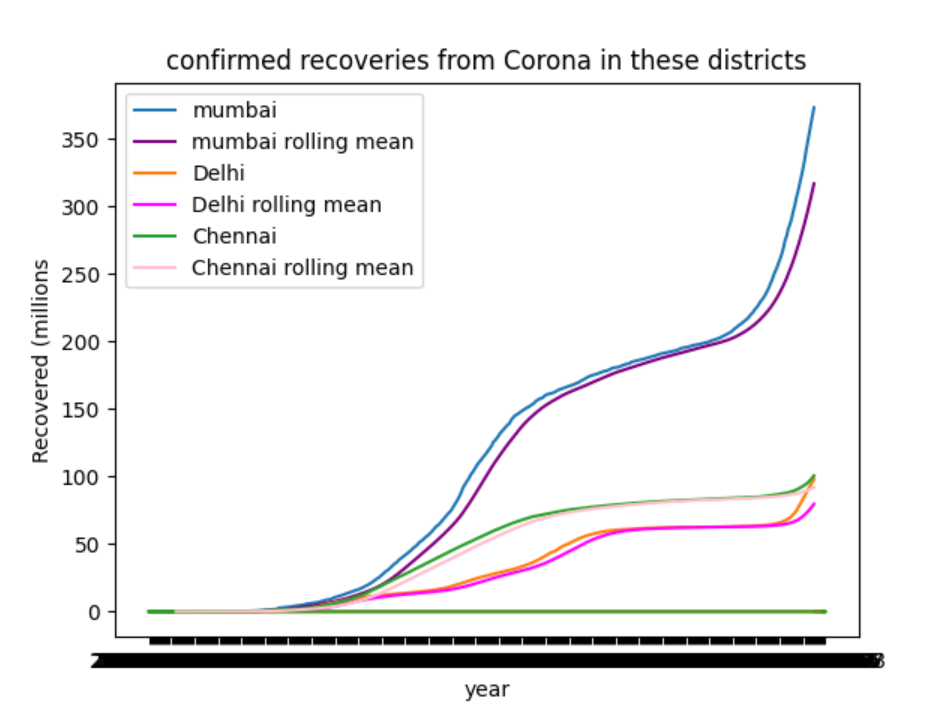 confirmed recoveries from Corona in these districts
mumbai
mumbai rolling mean
Delhi
Delhi rolling mean
Chennai
Chennai rolling mean
Recovered (millions
350
300
250
200
150
100
50
0
year